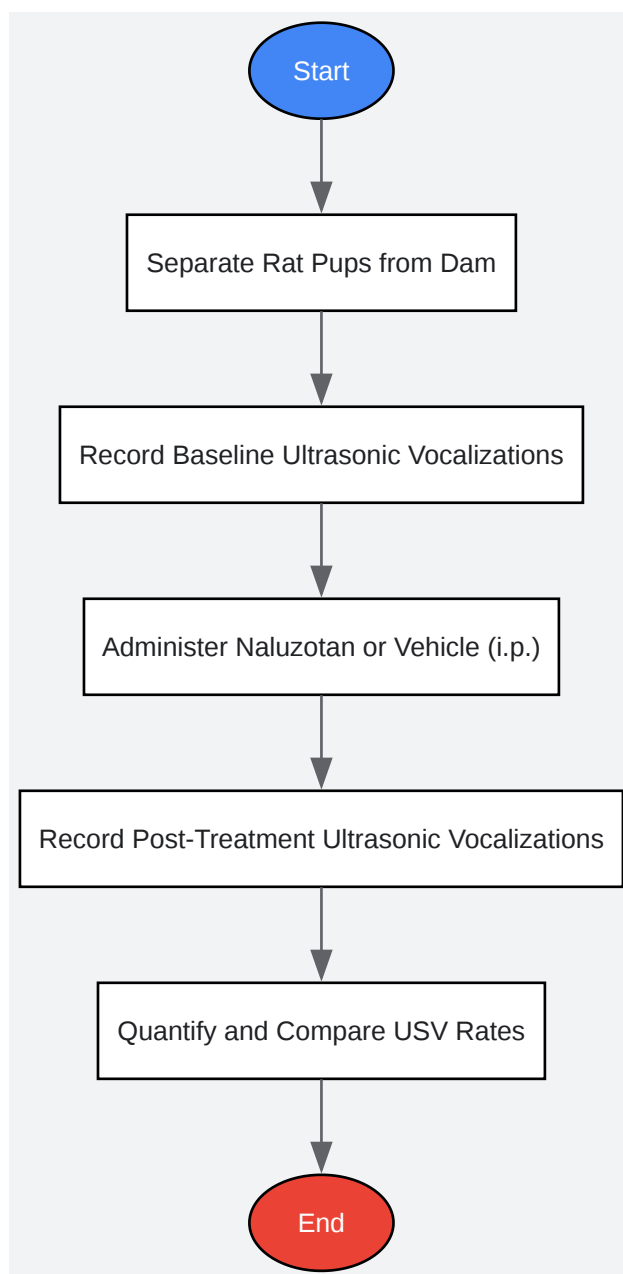 Start
Separate Rat Pups from Dam
Record Baseline Ultrasonic Vocalizations
Administer Naluzotan or Vehicle (i.p.)
Record Post-Treatment Ultrasonic Vocalizations
Quantify and Compare USV Rates
End